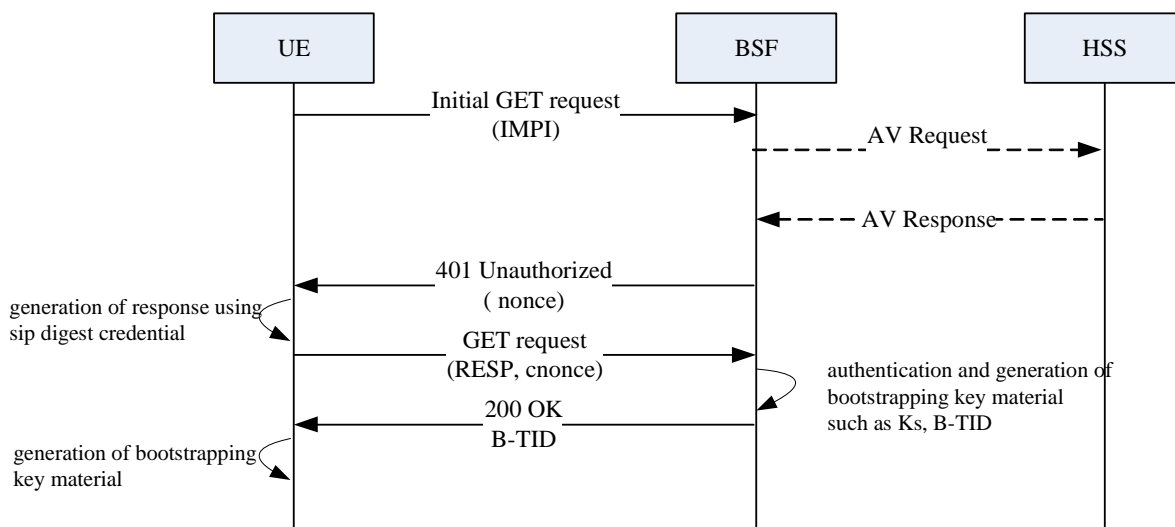 UE
BSF
HSS
Initial GET request
(IMPI)
AV Request
AV Response
401 Unauthorized
( nonce)
generation of response using
sip digest credential
GET request
(RESP, cnonce)
authentication and generation of
bootstrapping key material
such as Ks, B-TID
200 OK
B-TID
generation of bootstrapping
key material